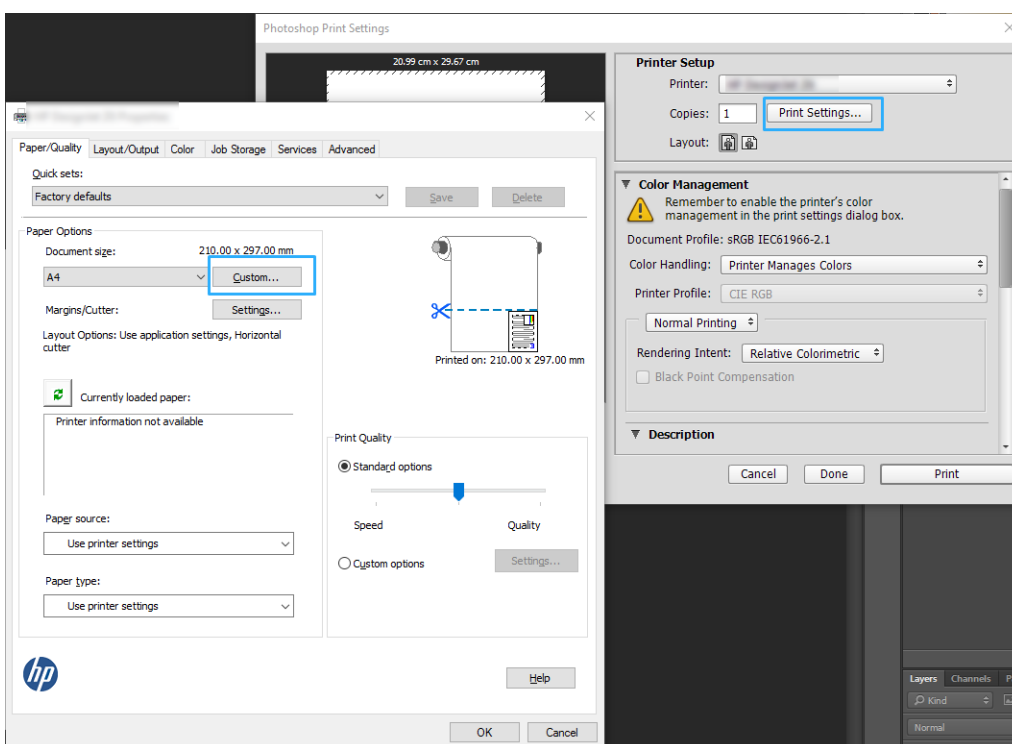 Photoshop Print Settings
20.99 cm x 29.67 cm
Printer Setup
Printer:
Copies: 1 Print Settings...
Layout:
Color Management
Remember to enable the printer's color
management in the print settings dialog box.
Document Profile: sRGB IEC61966-2.1
Color Handling: Printer Manages Colors
Printer Profile: CIE RGB
Normal Printing
Rendering Intent: Relative Colorimetric
Black Point Compensation
Description
Cancel Done Print
Paper/Quality Layout/Output Color Job Storage Services Advanced
Quick sets:
Factory defaults Save Delete
Paper Options
Document size: 210.00 x 297.00 mm
A4 Custom...
Margins/Cutter: Settings...
Layout Options: Use application settings, Horizontal
cutter
Printed on: 210.00 x 297.00 mm
Currently loaded paper:
Printer information not available
Print Quality
Standard options
Speed Quality
Custom options Settings...
Paper source:
Use printer settings
Paper type:
Use printer settings
hp
Help
OK Cancel
Layers Channels P
Kind
Normal